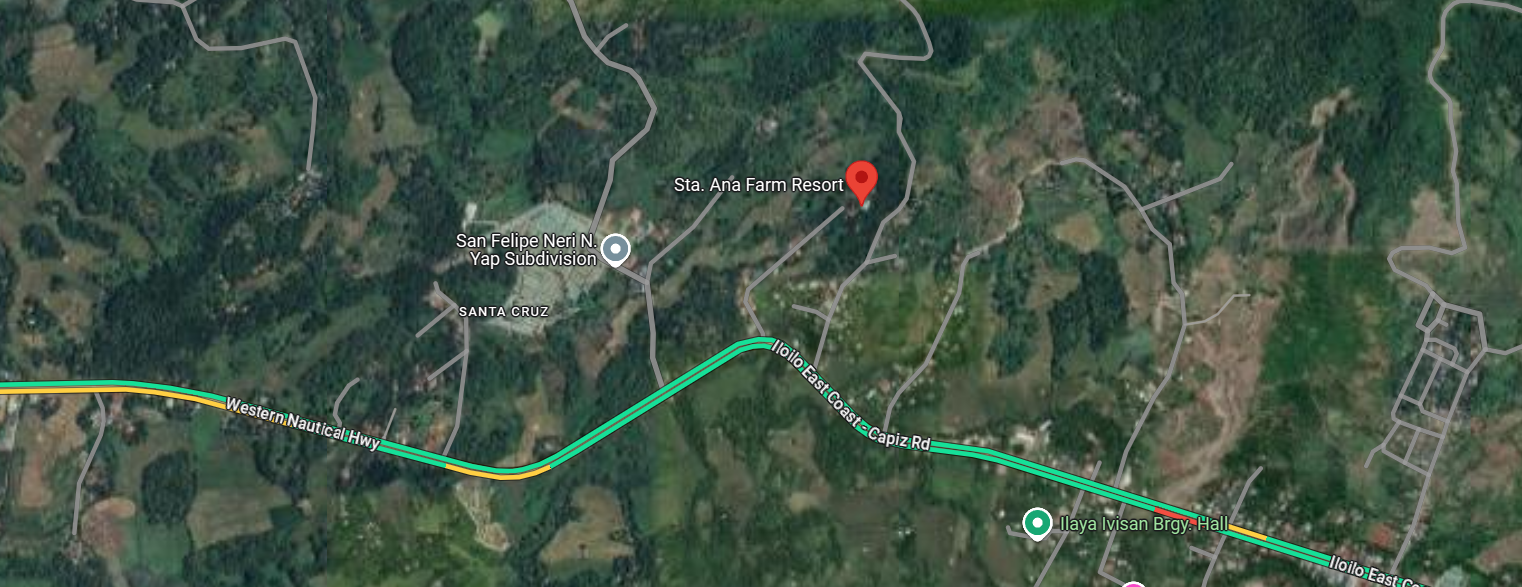 Sta. Ana Farm Resort
San Felipe Neri N.
Yap Subdivision
SANTA CRUZ
Iloilo East Coast - Capiz Rd
Western Nautical Hwy
Ilaya Ivisan Brgy. Hall
Iloilo East Co